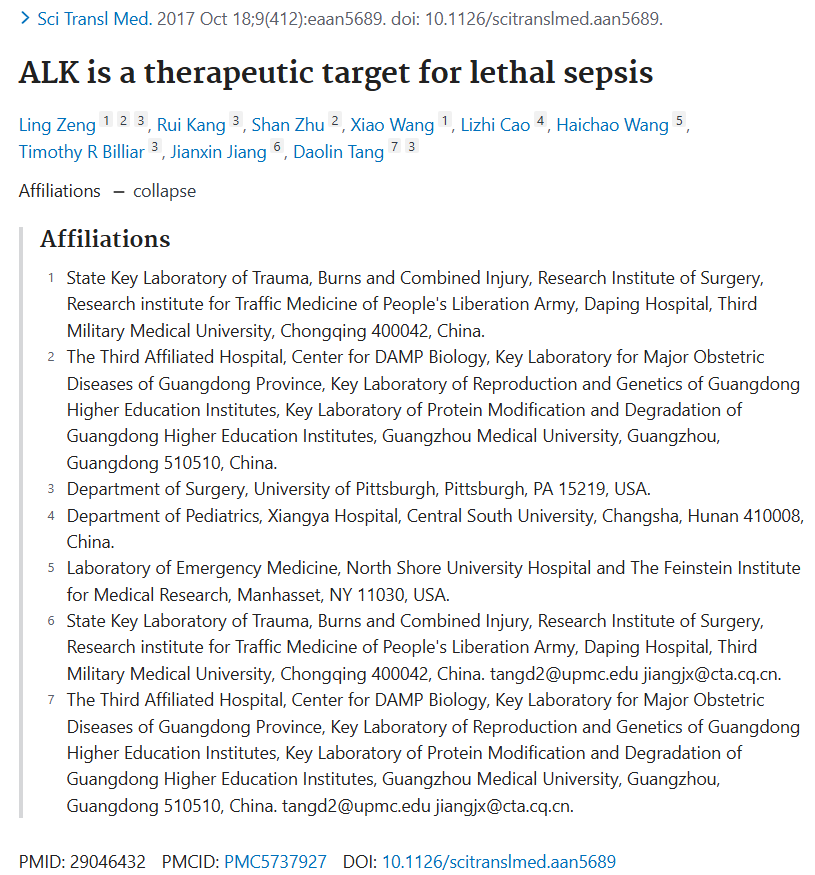 > Sci Transl Med. 2017 Oct 18;9(412):eaan5689. doi: 10.1126/scitranslmed.aan5689.
ALK is a therapeutic target for lethal sepsis
Ling Zeng 1 2 3, Rui Kang 3, Shan Zhu 2, Xiao Wang 1, Lizhi Cao 4, Haichao Wang 5,
Timothy R Billiar 3, Jianxin Jiang 6, Daolin Tang 7 3
Affiliations — collapse
Affiliations
1 State Key Laboratory of Trauma, Burns and Combined Injury, Research Institute of Surgery,
Research institute for Traffic Medicine of People's Liberation Army, Daping Hospital, Third
Military Medical University, Chongqing 400042, China.
2 The Third Affiliated Hospital, Center for DAMP Biology, Key Laboratory for Major Obstetric
Diseases of Guangdong Province, Key Laboratory of Reproduction and Genetics of Guangdong
Higher Education Institutes, Key Laboratory of Protein Modification and Degradation of
Guangdong Higher Education Institutes, Guangzhou Medical University, Guangzhou,
Guangdong 510510, China.
3 Department of Surgery, University of Pittsburgh, Pittsburgh, PA 15219, USA.
4 Department of Pediatrics, Xiangya Hospital, Central South University, Changsha, Hunan 410008,
China.
5 Laboratory of Emergency Medicine, North Shore University Hospital and The Feinstein Institute
for Medical Research, Manhasset, NY 11030, USA.
6 State Key Laboratory of Trauma, Burns and Combined Injury, Research Institute of Surgery,
Research institute for Traffic Medicine of People's Liberation Army, Daping Hospital, Third
Military Medical University, Chongqing 400042, China. tangd2@upmc.edu jiangjx@cta.cq.cn.
7 The Third Affiliated Hospital, Center for DAMP Biology, Key Laboratory for Major Obstetric
Diseases of Guangdong Province, Key Laboratory of Reproduction and Genetics of Guangdong
Higher Education Institutes, Key Laboratory of Protein Modification and Degradation of
Guangdong Higher Education Institutes, Guangzhou Medical University, Guangzhou,
Guangdong 510510, China. tangd2@upmc.edu jiangjx@cta.cq.cn.
PMID: 29046432 PMCID: PMC5737927 DOI: 10.1126/scitranslmed.aan5689